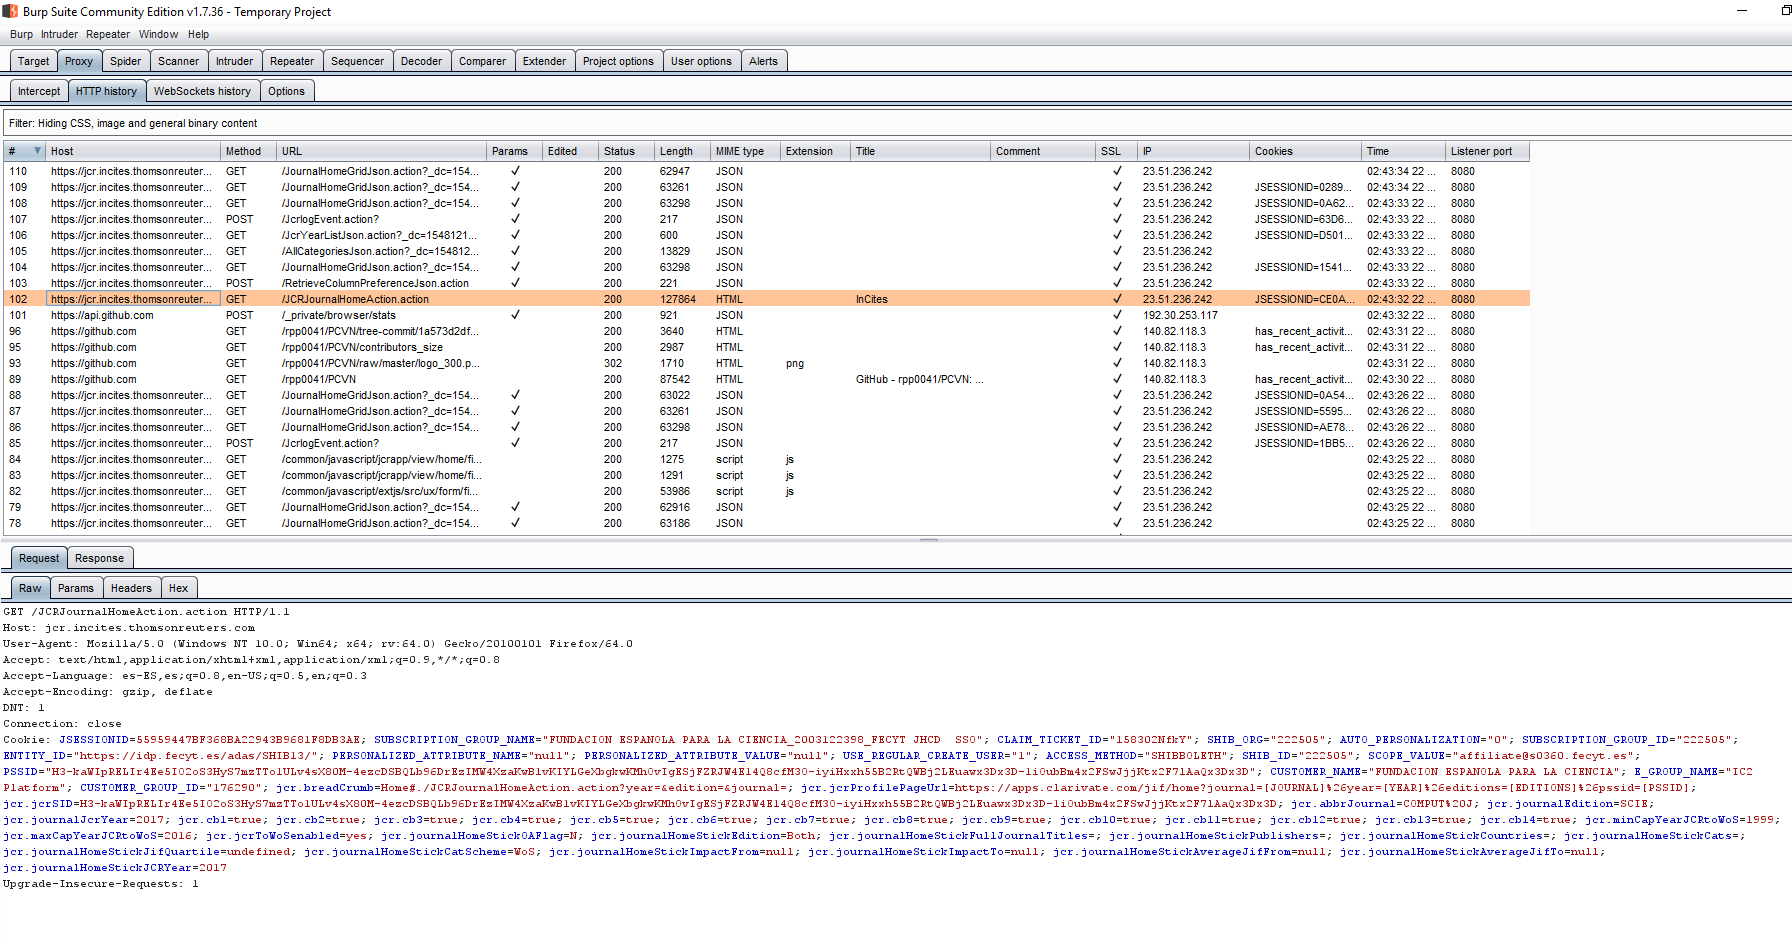 Burp Suite Community Edition v1.7.36 - Temporary Project
Burp Intruder Repeater Window Help
Target Proxy Spider Scanner Intruder Repeater Sequencer Decoder Comparer Extender Project options User options Alerts
Intercept HTTP history WebSockets history Options
Filter: Hiding CSS, image and general binary content
# Host Method URL Params Edited Status Length MIME type Extension Title Comment SSL IP Cookies Time Listener port
110 https://jcr.incites.thomsonreuter... GET /JournalHomeGridJson.action?_dc=154... ✓ 200 62947 JSON ✓ 23.51.236.242 02:43:34 22 ... 8080
109 https://jcr.incites.thomsonreuter... GET /JournalHomeGridJson.action?_dc=154... ✓ 200 63261 JSON ✓ 23.51.236.242 JSESSIONID=0289... 02:43:34 22 ... 8080
108 https://jcr.incites.thomsonreuter... GET /JournalHomeGridJson.action?_dc=154... ✓ 200 63298 JSON ✓ 23.51.236.242 JSESSIONID=0A62... 02:43:33 22 ... 8080
107 https://jcr.incites.thomsonreuter... POST /JcrlogEvent.action? ✓ 200 217 JSON ✓ 23.51.236.242 JSESSIONID=63D6... 02:43:33 22 ... 8080
106 https://jcr.incites.thomsonreuter... GET /JcrYearListJson.action?_dc=1548121... ✓ 200 600 JSON ✓ 23.51.236.242 JSESSIONID=D501... 02:43:33 22 ... 8080
105 https://jcr.incites.thomsonreuter... GET /AllCategoriesJson.action?_dc=154812... ✓ 200 13829 JSON ✓ 23.51.236.242 02:43:33 22 ... 8080
104 https://jcr.incites.thomsonreuter... GET /JournalHomeGridJson.action?_dc=154... ✓ 200 63298 JSON ✓ 23.51.236.242 JSESSIONID=1541... 02:43:33 22 ... 8080
103 https://jcr.incites.thomsonreuter... POST /RetrieveColumnPreferenceJson.action ✓ 200 221 JSON ✓ 23.51.236.242 02:43:33 22 ... 8080
102 https://jcr.incites.thomsonreuter... GET /JCRJournalHomeAction.action 200 127864 HTML InCites ✓ 23.51.236.242 JSESSIONID=CE0A... 02:43:32 22 ... 8080
101 https://api.github.com POST /_private/browser/stats ✓ 200 921 JSON ✓ 192.30.253.117 02:43:32 22 ... 8080
96 https://github.com GET /rpp0041/PCVN/tree-commit/1a573d2df... 200 3640 HTML ✓ 140.82.118.3 has_recent_activit... 02:43:31 22 ... 8080
95 https://github.com GET /rpp0041/PCVN/contributors_size 200 2987 HTML ✓ 140.82.118.3 has_recent_activit... 02:43:31 22 ... 8080
93 https://github.com GET /rpp0041/PCVN/raw/master/logo_300.p... 302 1710 HTML png ✓ 140.82.118.3 02:43:31 22 ... 8080
89 https://github.com GET /rpp0041/PCVN 200 87542 HTML GitHub - rpp0041/PCVN: ... ✓ 140.82.118.3 has_recent_activit... 02:43:30 22 ... 8080
88 https://jcr.incites.thomsonreuter... GET /JournalHomeGridJson.action?_dc=154... ✓ 200 63022 JSON ✓ 23.51.236.242 JSESSIONID=0A54... 02:43:26 22 ... 8080
87 https://jcr.incites.thomsonreuter... GET /JournalHomeGridJson.action?_dc=154... ✓ 200 63261 JSON ✓ 23.51.236.242 JSESSIONID=5595... 02:43:26 22 ... 8080
86 https://jcr.incites.thomsonreuter... GET /JournalHomeGridJson.action?_dc=154... ✓ 200 63298 JSON ✓ 23.51.236.242 JSESSIONID=AE78... 02:43:26 22 ... 8080
85 https://jcr.incites.thomsonreuter... POST /JcrlogEvent.action? ✓ 200 217 JSON ✓ 23.51.236.242 JSESSIONID=1BB5... 02:43:26 22 ... 8080
84 https://jcr.incites.thomsonreuter... GET /common/javascript/jcrapp/view/home/fi... 200 1275 script js ✓ 23.51.236.242 02:43:25 22 ... 8080
83 https://jcr.incites.thomsonreuter... GET /common/javascript/jcrapp/view/home/fi... 200 1291 script js ✓ 23.51.236.242 02:43:25 22 ... 8080
82 https://jcr.incites.thomsonreuter... GET /common/javascript/extjs/src/ux/form/fi... 200 53986 script js ✓ 23.51.236.242 02:43:25 22 ... 8080
79 https://jcr.incites.thomsonreuter... GET /JournalHomeGridJson.action?_dc=154... ✓ 200 62916 JSON ✓ 23.51.236.242 02:43:25 22 ... 8080
78 https://jcr.incites.thomsonreuter... GET /JournalHomeGridJson.action?_dc=154... ✓ 200 63186 JSON ✓ 23.51.236.242 02:43:25 22 ... 8080
Request Response
Raw Params Headers Hex
GET /JCRJournalHomeAction.action HTTP/1.1
Host: jcr.incites.thomsonreuters.com
User-Agent: Mozilla/5.0 (Windows NT 10.0; Win64; x64; rv:64.0) Gecko/20100101 Firefox/64.0
Accept: text/html,application/xhtml+xml,application/xml;q=0.9,*/*;q=0.8
Accept-Language: es-ES,es;q=0.8,en-US;q=0.5,en;q=0.3
Accept-Encoding: gzip, deflate
DNT: 1
Connection: close
Cookie: JSESSIONID=55959447BF368BA22943B9681F8DB3AE; SUBSCRIPTION_GROUP_NAME="FUNDACION ESPANOLA PARA LA CIENCIA_2003122398_FECYT JHCD  SSO"; CLAIM_TICKET_ID="158302NfkY"; SHIB_ORG="222505"; AUTO_PERSONALIZATION="0"; SUBSCRIPTION_GROUP_ID="222505";
ENTITY_ID="https://idp.fecyt.es/adas/SHIB13/"; PERSONALIZED_ATTRIBUTE_NAME="null"; PERSONALIZED_ATTRIBUTE_VALUE="null"; USE_REGULAR_CREATE_USER="1"; ACCESS_METHOD="SHIBBOLETH"; SHIB_ID="222505"; SCOPE_VALUE="affiliate@s0360.fecyt.es";
CUSTOMER_NAME="FUNDACION ESPANOLA PARA LA CIENCIA"; E_GROUP_NAME="IC2
Platform"; CUSTOMER_GROUP_ID="176290"; jcr.breadCrumb=Home#./JCRJournalHomeAction.action?year=&edition=&journal=; jcr.jcrProfilePageUrl=https://apps.clarivate.com/jif/home?journal=[JOURNAL]%26year=[YEAR]%26editions=[EDITIONS]%26pssid=[PSSID];
jcr.abbrJournal=COMPUT%20J; jcr.journalEdition=SCIE;
jcr.journalJcrYear=2017; jcr.cb1=true; jcr.cb2=true; jcr.cb3=true; jcr.cb4=true; jcr.cb5=true; jcr.cb6=true; jcr.cb7=true; jcr.cb8=true; jcr.cb9=true; jcr.cb10=true; jcr.cb11=true; jcr.cb12=true; jcr.cb13=true; jcr.cb14=true; jcr.minCapYearJCRtoWoS=1999;
jcr.maxCapYearJCRtoWoS=2016; jcr.jcrToWoSenabled=yes; jcr.journalHomeStickOAFlag=N; jcr.journalHomeStickEdition=Both; jcr.journalHomeStickFullJournalTitles=; jcr.journalHomeStickPublishers=; jcr.journalHomeStickCountries=; jcr.journalHomeStickCats=;
jcr.journalHomeStickJifQuartile=undefined; jcr.journalHomeStickCatScheme=WoS; jcr.journalHomeStickImpactFrom=null; jcr.journalHomeStickImpactTo=null; jcr.journalHomeStickAverageJifFrom=null; jcr.journalHomeStickAverageJifTo=null;
jcr.journalHomeStickJCRYear=2017
Upgrade-Insecure-Requests: 1